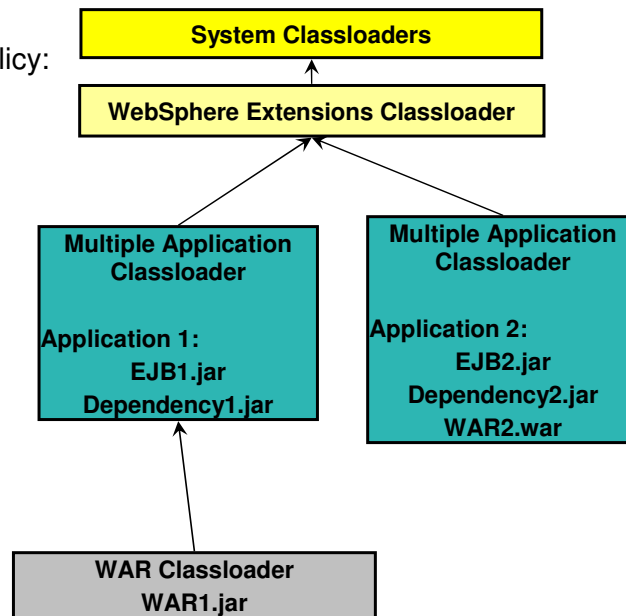 System Classloaders
licy:
WebSphere Extensions Classloader
Multiple Application
Classloader
Application 1:
EJB1.jar
Dependency1.jar
Multiple Application
Classloader
Application 2:
EJB2.jar
Dependency2.jar
WAR2.war
WAR Classloader
WAR1.jar